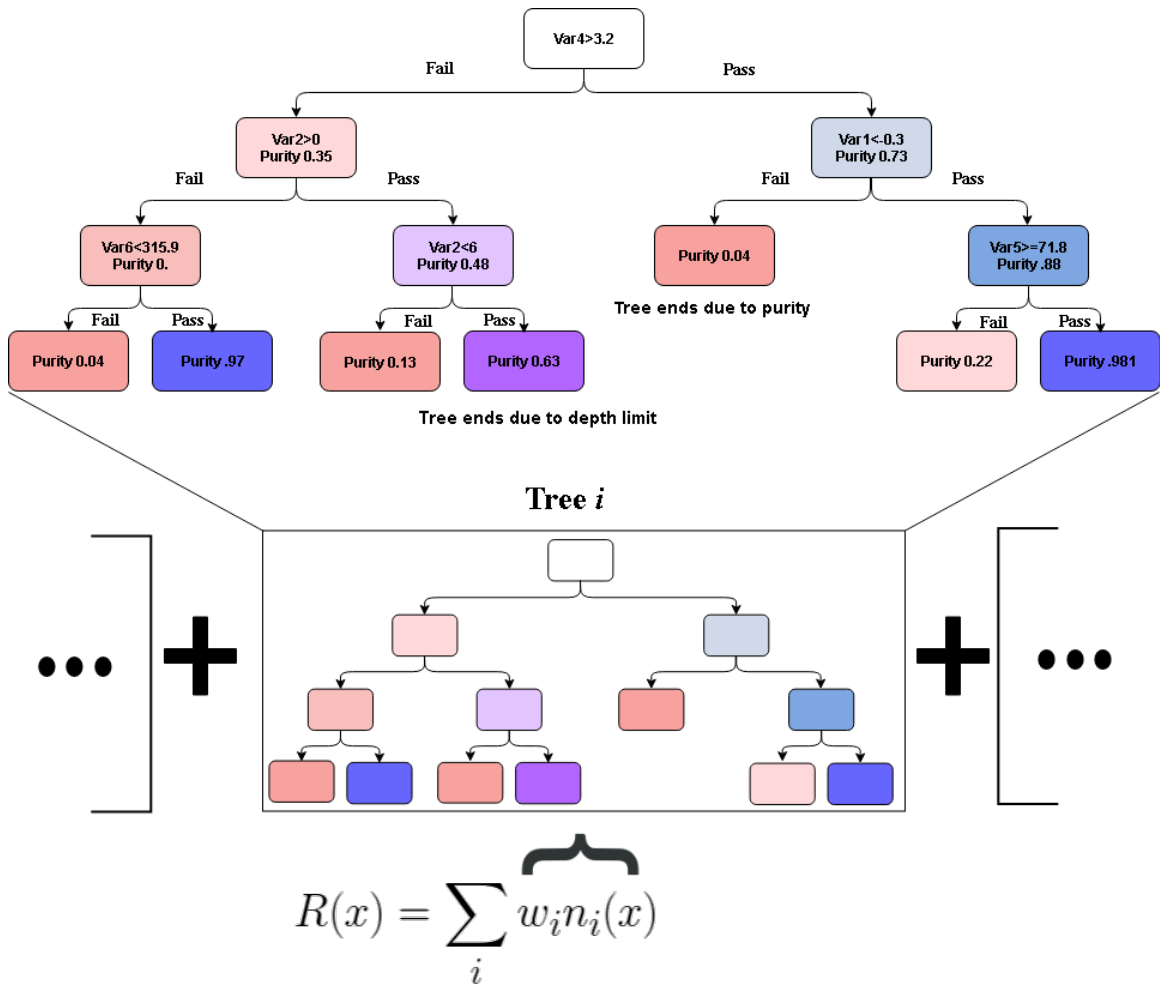 Var4>3.2
Fail
Pass
Var2>0
Purity 0.35
Var1<-0.3
Purity 0.73
Fail
Pass
Fail
Pass
Var6<315.9
Purity 0.
Var2<6
Purity 0.48
Purity 0.04
Var5>=71.8
Purity .88
Tree ends due to purity
Fail
Pass
Fail
Pass
Fail
Pass
Purity 0.04
Purity .97
Purity 0.13
Purity 0.63
Purity 0.22
Purity .981
Tree ends due to depth limit
Tree i
••• ] + + [ •••
R(x) = ∑ᵢ wᵢnᵢ(x)